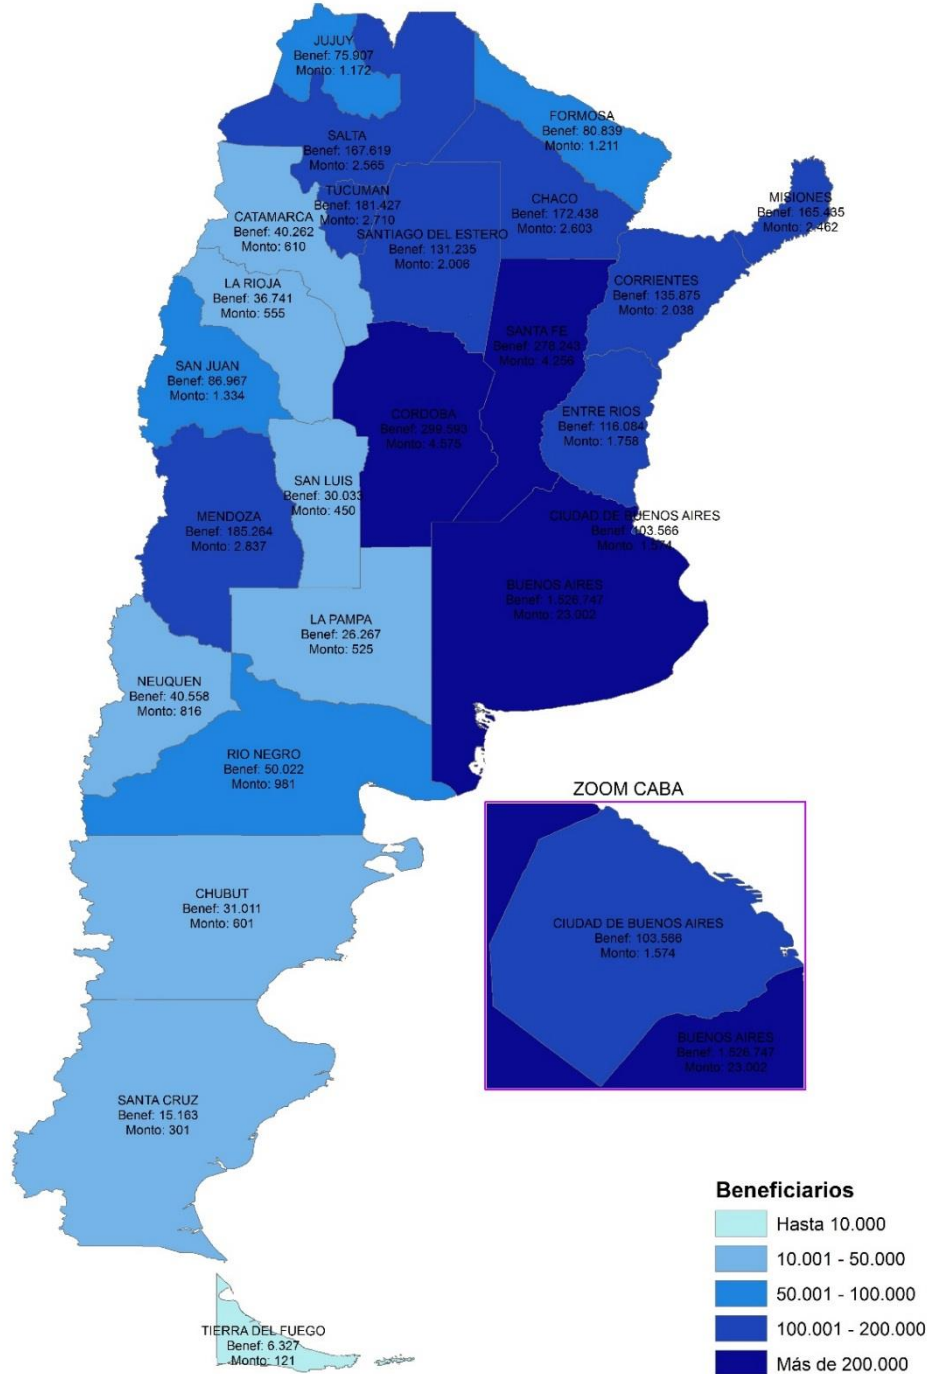 JUJUY
Benef: 75.907
Monto: 1.172
FORMOSA
Benef: 80.839
Monto: 1.211
SALTA
Benef: 167.619
Monto: 2.565
TUCUMAN
Benef: 181.427
Monto: 2.710
CHACO
Benef: 172.438
Monto: 2.603
MISIONES
Benef: 165.435
Monto: 2.462
CATAMARCA
Benef: 40.262
Monto: 610
SANTIAGO DEL ESTERO
Benef: 131.235
Monto: 2.006
LA RIOJA
Benef: 36.741
Monto: 555
CORRIENTES
Benef: 135.875
Monto: 2.038
SANTA FE
Benef: 278.243
Monto: 4.256
SAN JUAN
Benef: 86.967
Monto: 1.334
CORDOBA
Benef: 299.593
Monto: 4.575
ENTRE RIOS
Benef: 116.084
Monto: 1.758
SAN LUIS
Benef: 30.033
Monto: 450
MENDOZA
Benef: 185.264
Monto: 2.837
CIUDAD DE BUENOS AIRES
Benef: 103.566
Monto: 1.574
BUENOS AIRES
Benef: 1.526.747
Monto: 23.002
LA PAMPA
Benef: 26.267
Monto: 525
NEUQUEN
Benef: 40.558
Monto: 816
RIO NEGRO
Benef: 50.022
Monto: 981
ZOOM CABA
CIUDAD DE BUENOS AIRES
Benef: 103.566
Monto: 1.574
BUENOS AIRES
Benef: 1.526.747
Monto: 23.002
CHUBUT
Benef: 31.011
Monto: 601
SANTA CRUZ
Benef: 15.163
Monto: 301
TIERRA DEL FUEGO
Benef: 6.327
Monto: 121
Beneficiarios
Hasta 10.000
10.001 - 50.000
50.001 - 100.000
100.001 - 200.000
Más de 200.000